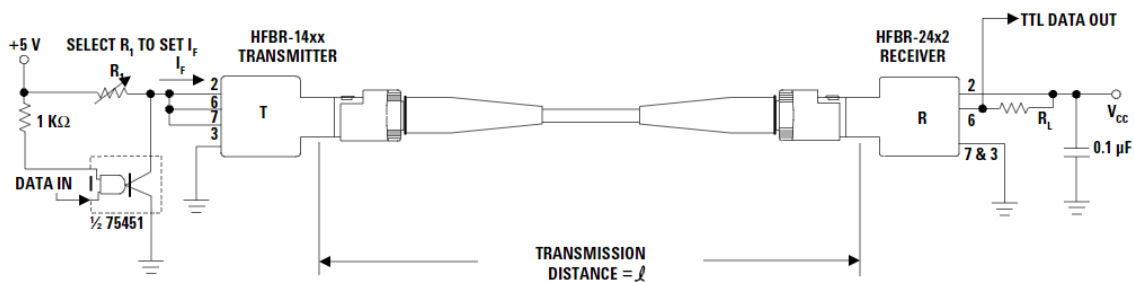 +5 V
SELECT R1 TO SET IF
R1
IF
1 KΩ
DATA IN
½ 75451
HFBR-14xx
TRANSMITTER
2
6
7
3
T
TRANSMISSION
DISTANCE = ℓ
HFBR-24x2
RECEIVER
R
2
6
7 & 3
TTL DATA OUT
RL
VCC
0.1 µF